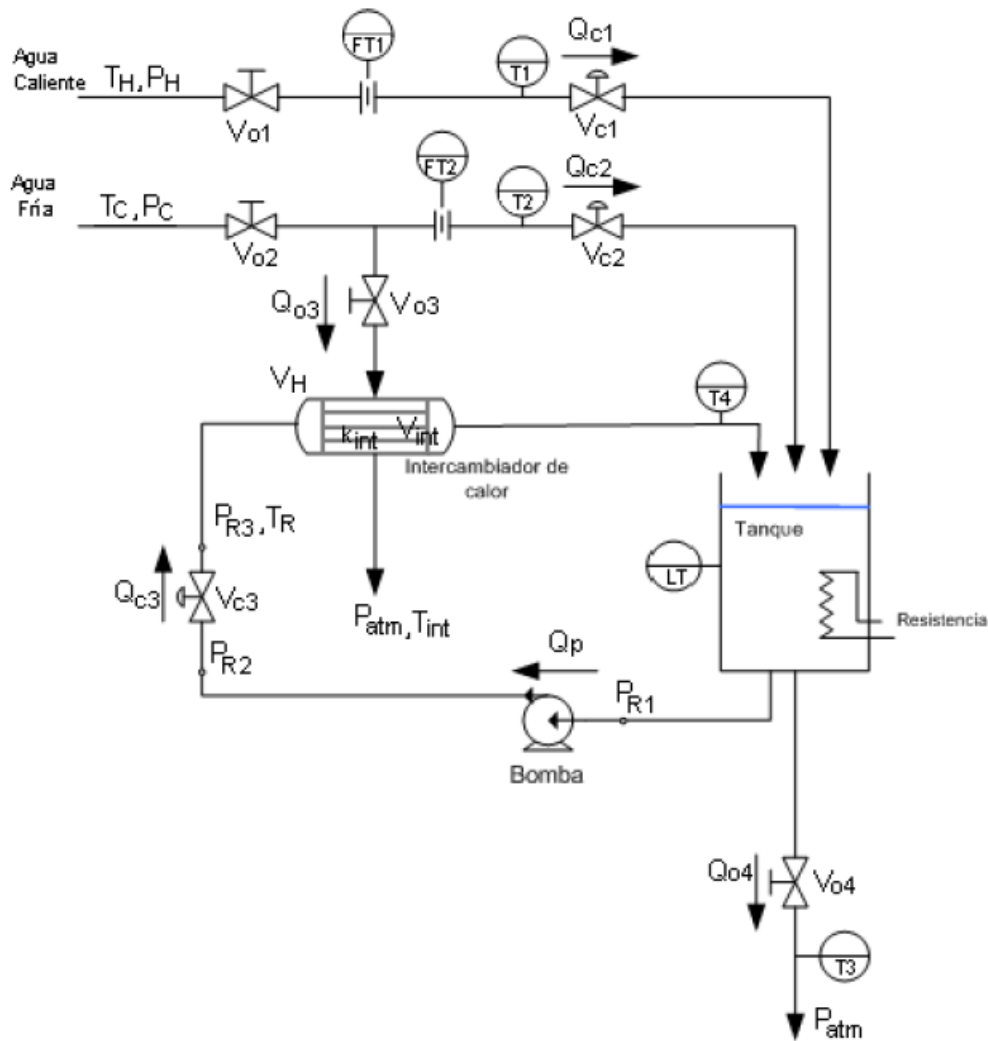 Agua
Caliente
TH,PH
Vo1
FT1
T1
Qc1
Vc1
Agua
Fría
TC,PC
Vo2
FT2
T2
Qc2
Vc2
Qo3
Vo3
VH
kint
Vint
Intercambiador de
calor
T4
PR3,TR
Qc3
Vc3
PR2
Patm,Tint
Tanque
LT
Resistencia
Qp
PR1
Bomba
Qo4
Vo4
T3
Patm